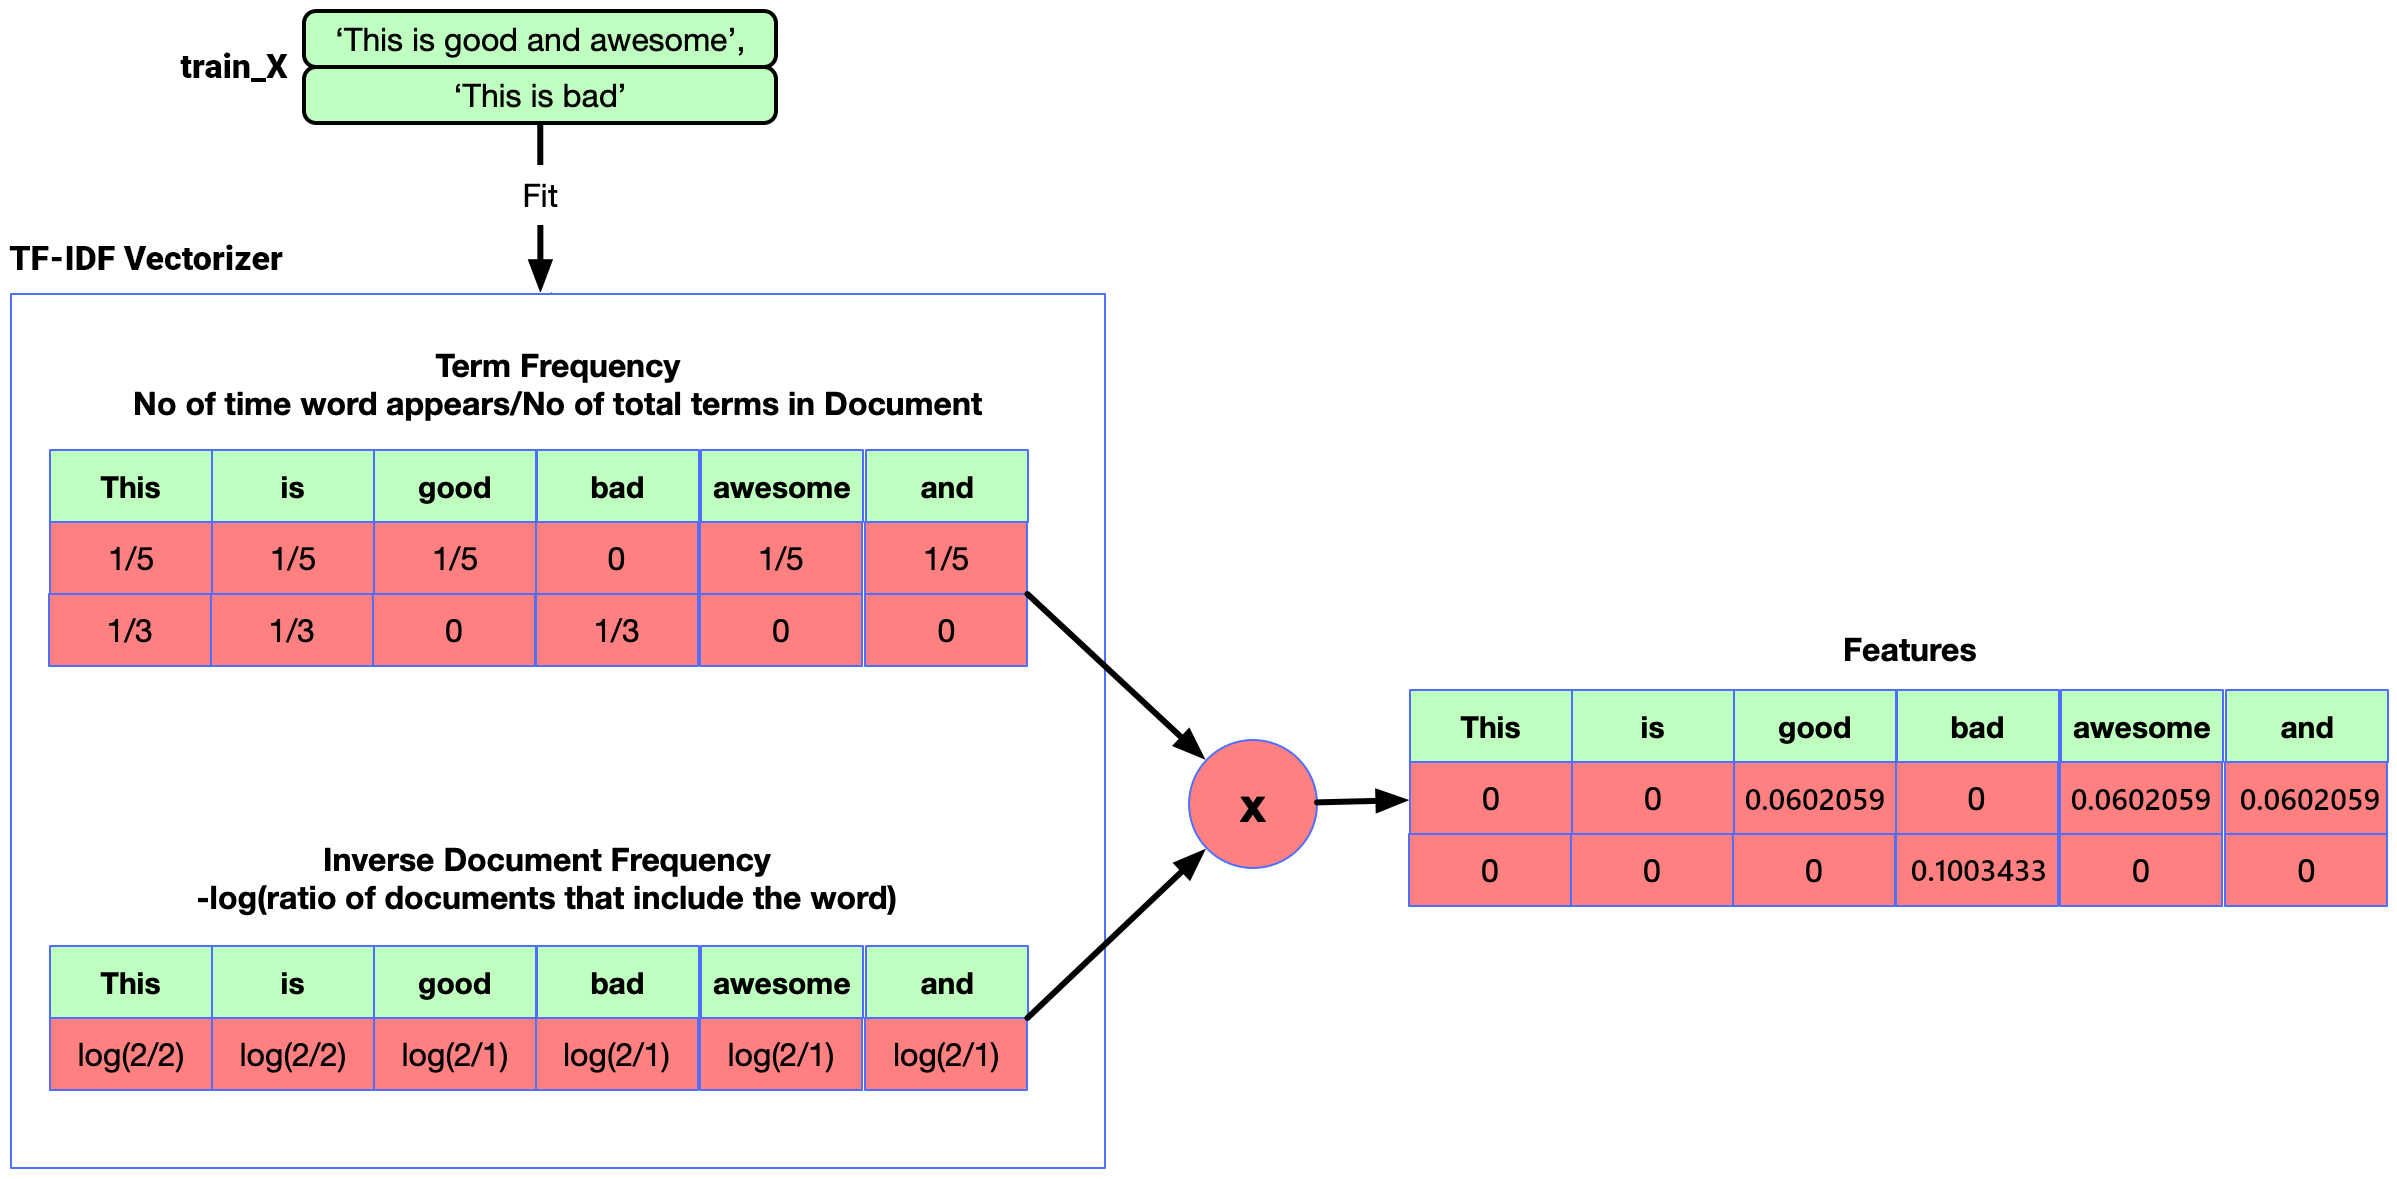 ‘This is good and awesome’,
train_X
‘This is bad’
Fit
TF-IDF Vectorizer
Term Frequency
No of time word appears/No of total terms in Document
This is good bad awesome and
1/5 1/5 1/5 0 1/5 1/5
1/3 1/3 0 1/3 0 0
Inverse Document Frequency
-log(ratio of documents that include the word)
This is good bad awesome and
log(2/2) log(2/2) log(2/1) log(2/1) log(2/1) log(2/1)
x
Features
This is good bad awesome and
0 0 0.0602059 0 0.0602059 0.0602059
0 0 0 0.1003433 0 0